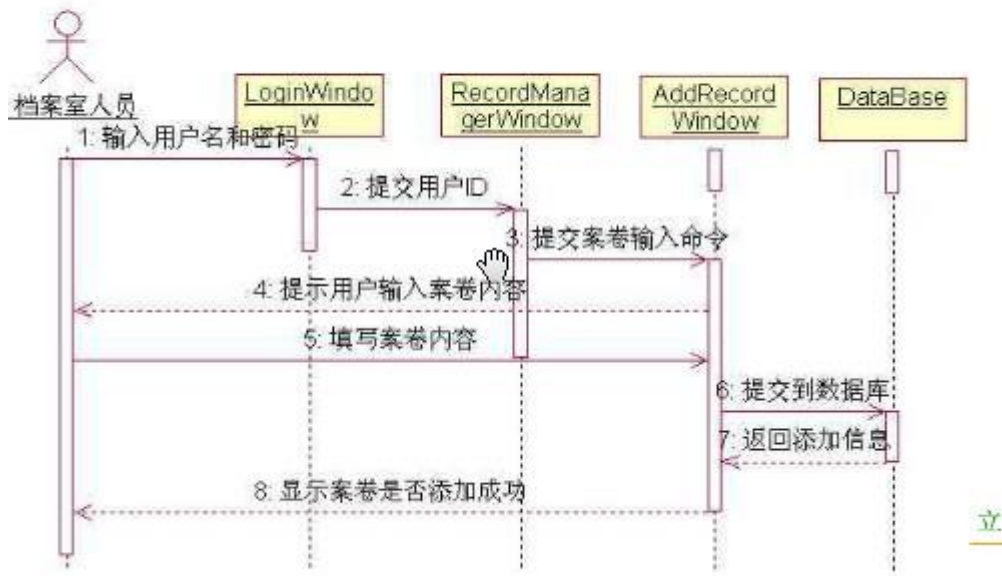 档案室人员
LoginWindo
w
RecordMana
gerWindow
AddRecord
Window
DataBase
1: 输入用户名和密码
2: 提交用户ID
3: 提交案卷输入命令
4: 提示用户输入案卷内容
5: 填写案卷内容
6: 提交到数据库
7: 返回添加信息
8: 显示案卷是否添加成功
立